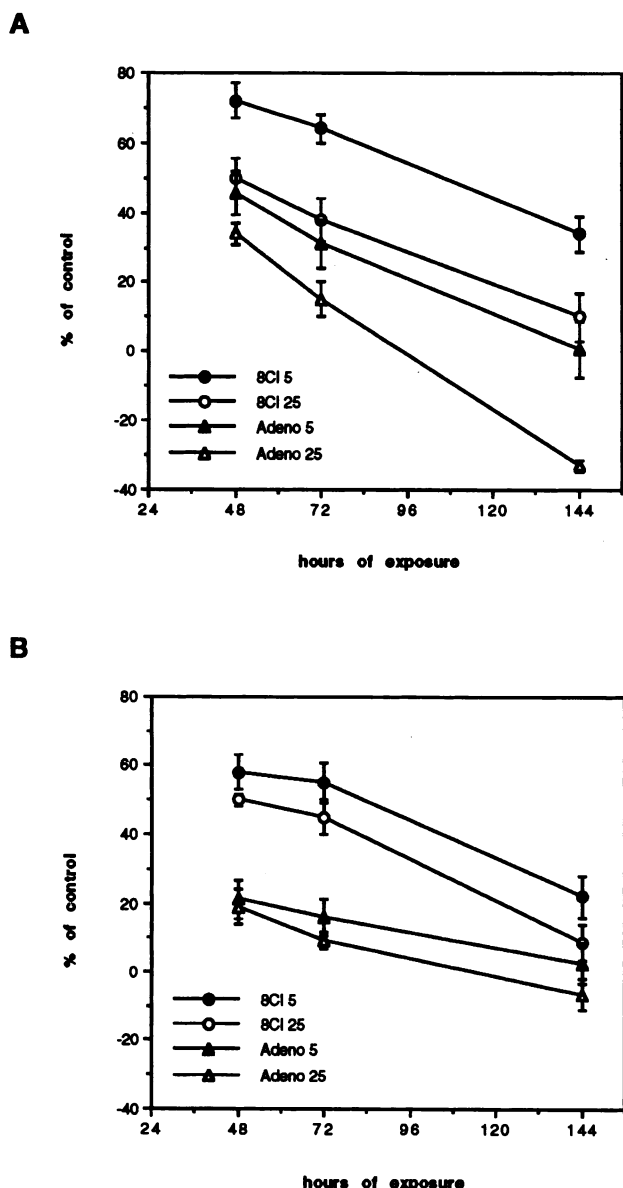 A
80
60
40
20
0
-20
-40
% of control
8Cl 5
8Cl 25
Adeno 5
Adeno 25
24 48 72 96 120 144
hours of exposure
B
80
60
40
20
0
-20
-40
% of control
8Cl 5
8Cl 25
Adeno 5
Adeno 25
24 48 72 96 120 144
hours of exposure